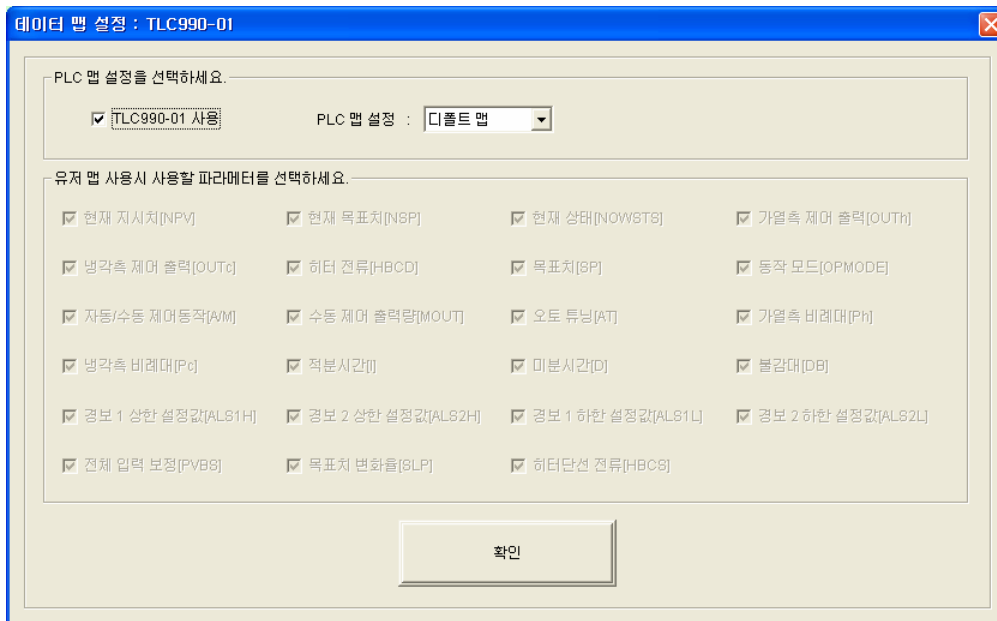 데이터 맵 설정 : TLC990-01
PLC 맵 설정을 선택하세요.
TLC990-01 사용 PLC 맵 설정 : 디폴트 맵
유저 맵 사용시 사용할 파라메터를 선택하세요.
현재 지시치[NPV] 현재 목표치[NSP] 현재 상태[NOWSTS] 가열측 제어 출력[OUTh]
냉각측 제어 출력[OUTc] 히터 전류[HBCD] 목표치[SP] 동작 모드[OPMODE]
자동/수동 제어동작[A/M] 수동 제어 출력량[MOUT] 오토 튜닝[AT] 가열측 비례대[Ph]
냉각측 비례대[Pc] 적분시간[I] 미분시간[D] 불감대[DB]
경보 1 상한 설정값[ALS1H] 경보 2 상한 설정값[ALS2H] 경보 1 하한 설정값[ALS1L] 경보 2 하한 설정값[ALS2L]
전체 입력 보정[PVBS] 목표치 변화율[SLP] 히터단선 전류[HBCS]
확인